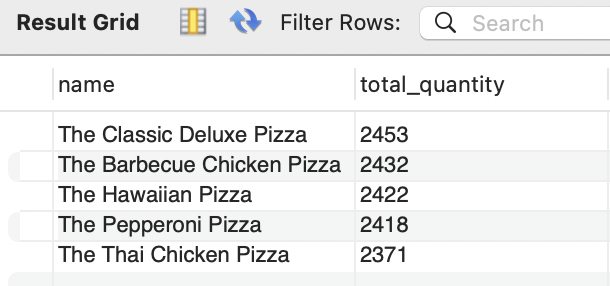 Result Grid Filter Rows: Search
name total_quantity
The Classic Deluxe Pizza 2453
The Barbecue Chicken Pizza 2432
The Hawaiian Pizza 2422
The Pepperoni Pizza 2418
The Thai Chicken Pizza 2371